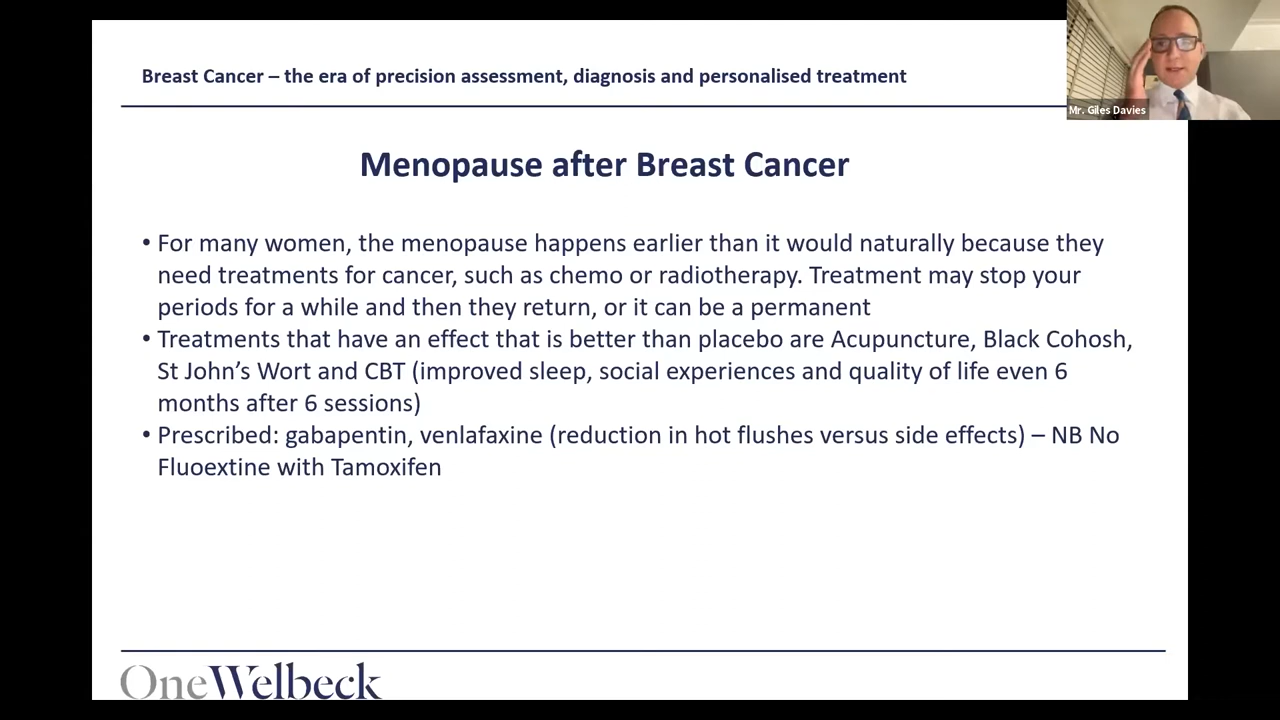 Breast Cancer – the era of precision assessment, diagnosis and personalised treatment
Mr. Giles Davies
Menopause after Breast Cancer
• For many women, the menopause happens earlier than it would naturally because they
need treatments for cancer, such as chemo or radiotherapy. Treatment may stop your
periods for a while and then they return, or it can be a permanent
• Treatments that have an effect that is better than placebo are Acupuncture, Black Cohosh,
St John’s Wort and CBT (improved sleep, social experiences and quality of life even 6
months after 6 sessions)
• Prescribed: gabapentin, venlafaxine (reduction in hot flushes versus side effects) – NB No
Fluoextine with Tamoxifen
OneWelbeck